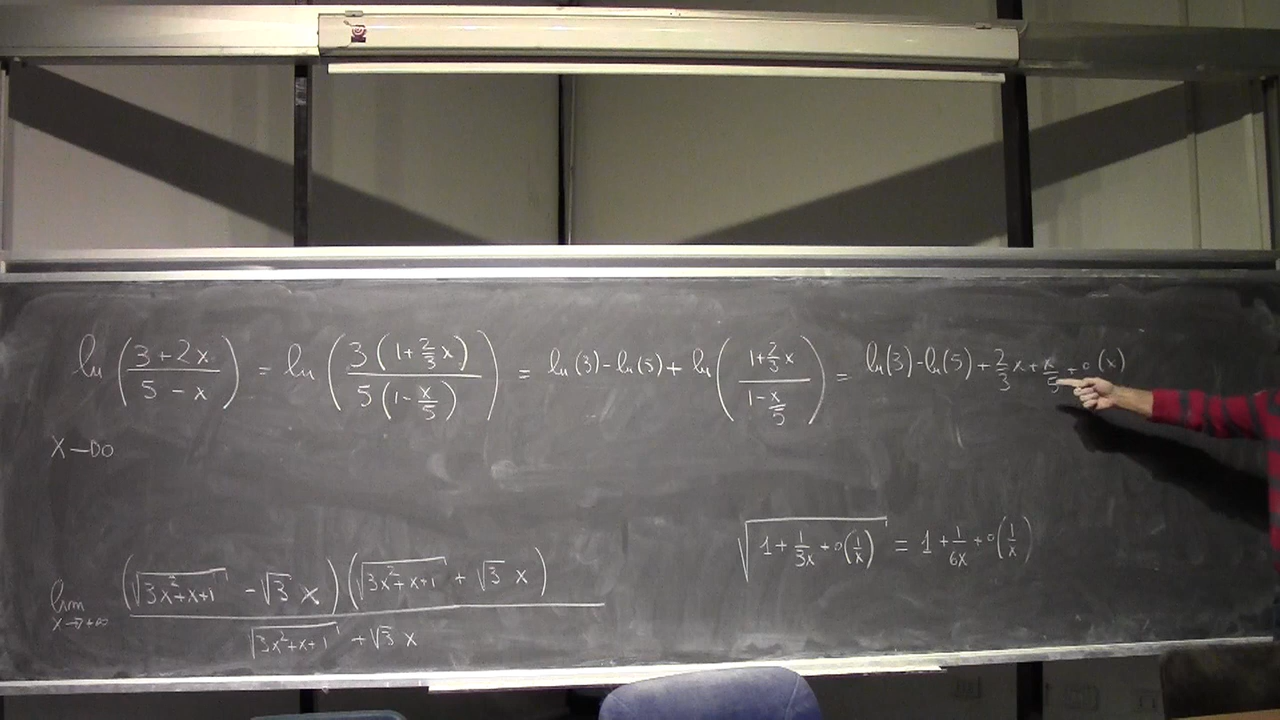 ln((3+2x)/(5-x)) = ln((3(1+2/3 x))/(5(1-x/5))) = ln(3)-ln(5)+ ln((1+2/3 x)/(1-x/5)) = ln(3)-ln(5)+2/3 x+x/5+o(x)
x→0
√(1+1/3x+o(1/x)) = 1+1/6x+o(1/x)
lim x→+∞ ((√(3x²+x+1) - √3 x)(√(3x²+x+1) + √3 x))/(√(3x²+x+1) + √3 x)